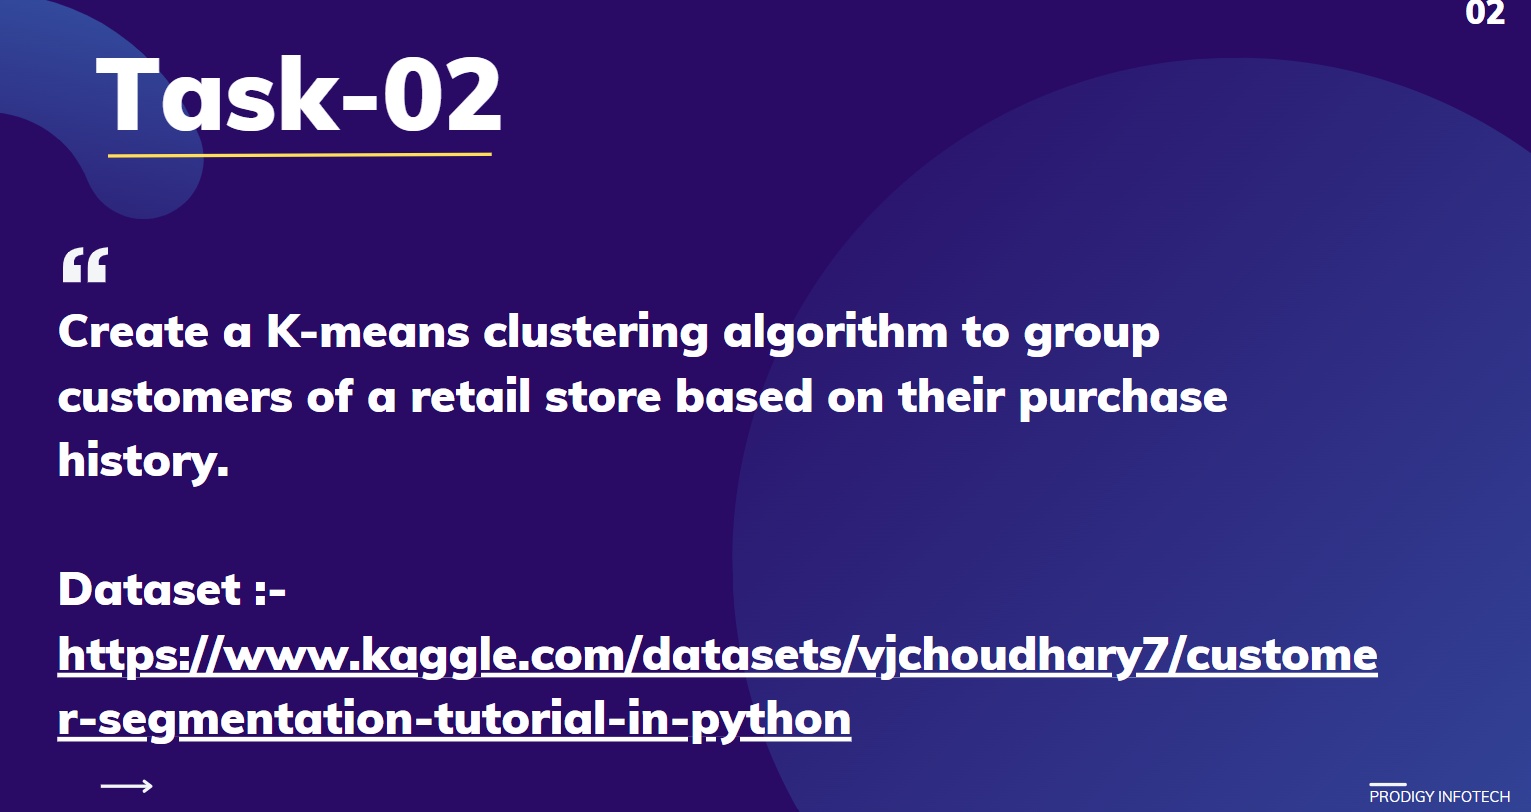 02
Task-02
“
Create a K-means clustering algorithm to group
customers of a retail store based on their purchase
history.
Dataset :-
https://www.kaggle.com/datasets/vjchoudhary7/custome
r-segmentation-tutorial-in-python
PRODIGY INFOTECH